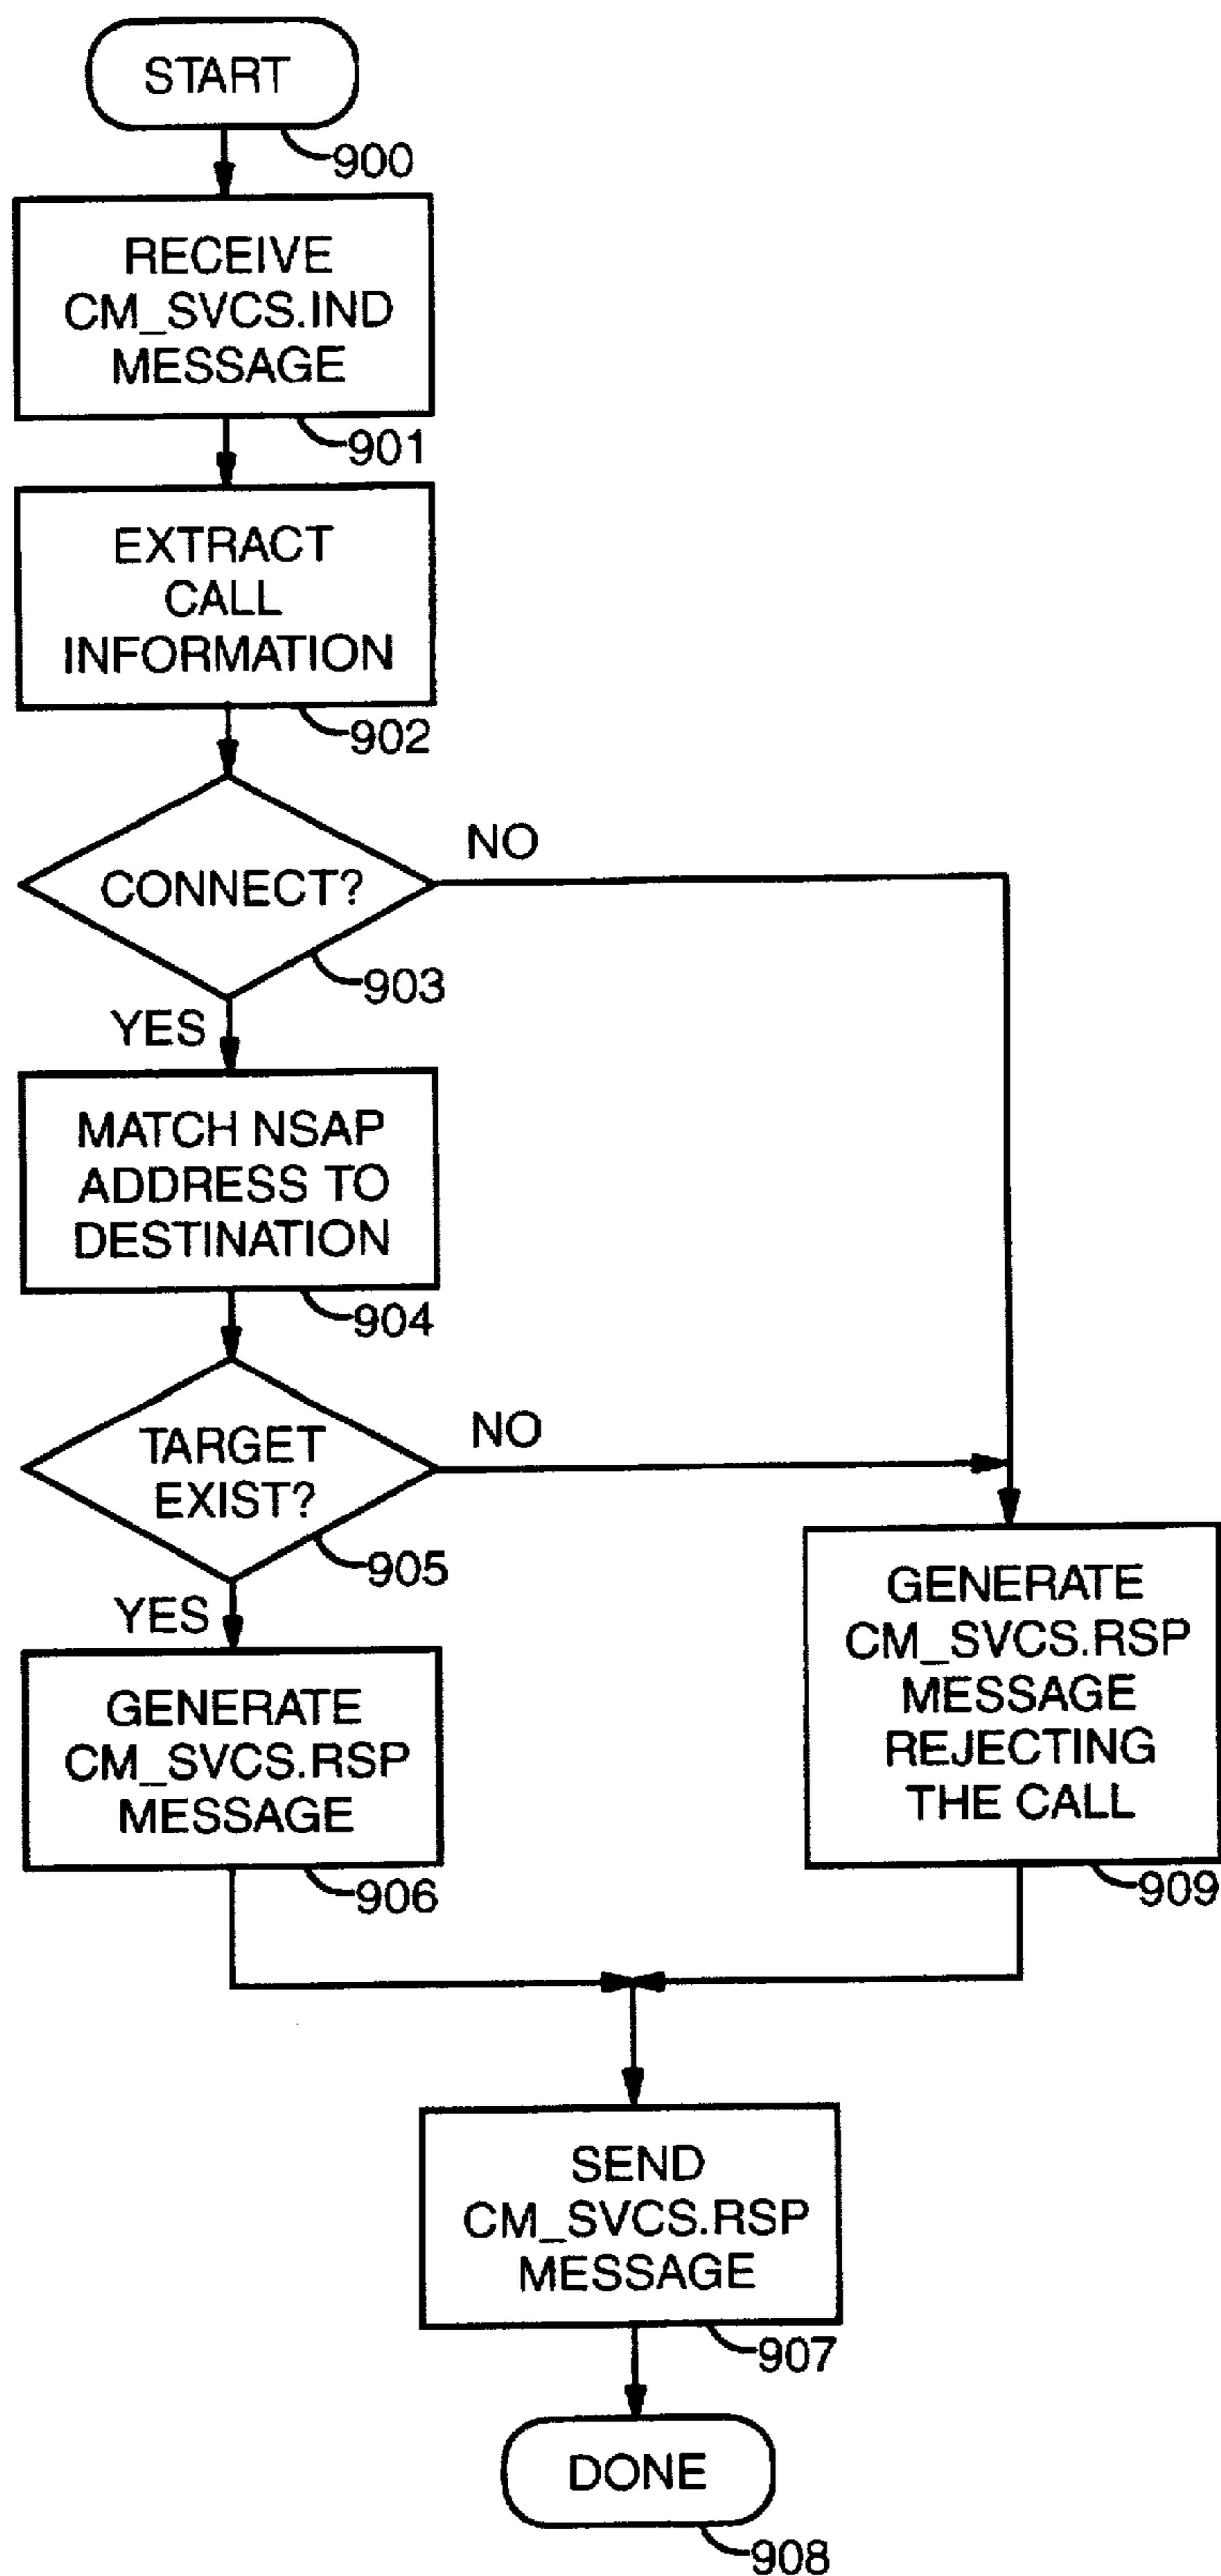 START
900
RECEIVE
CM_SVCS.IND
MESSAGE
901
EXTRACT
CALL
INFORMATION
902
CONNECT?
NO
903
YES
MATCH NSAP
ADDRESS TO
DESTINATION
904
TARGET
EXIST?
NO
905
YES
GENERATE
CM_SVCS.RSP
MESSAGE
906
GENERATE
CM_SVCS.RSP
MESSAGE
REJECTING
THE CALL
909
SEND
CM_SVCS.RSP
MESSAGE
907
DONE
908